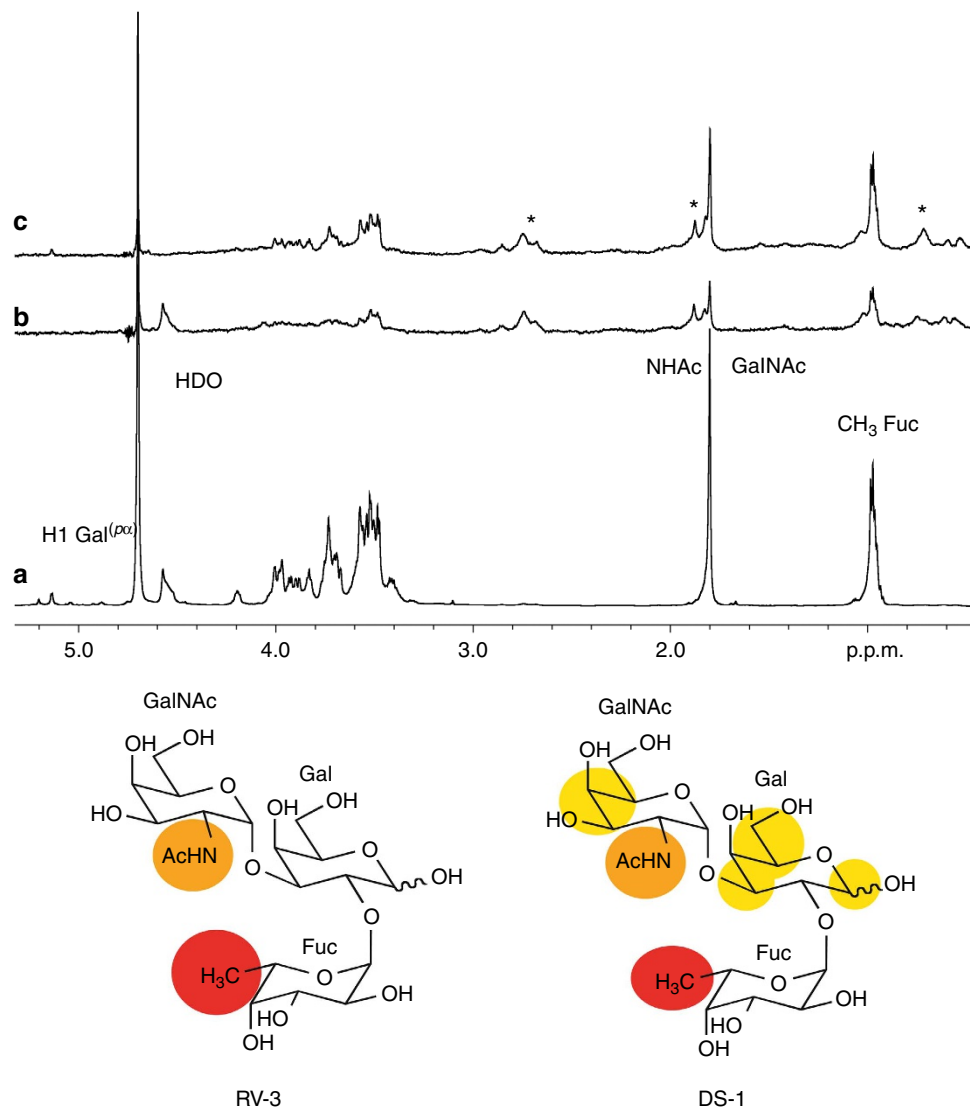 c
*
*
*
b
HDO
NHAc
GalNAc
CH3 Fuc
H1 Gal(pα)
a
5.0
4.0
3.0
2.0
p.p.m.
GalNAc
OH
OH
Gal
HO
O
OH
OH
AcHN
O
O
OH
O
Fuc
H3C
O
OH
HO
OH
RV-3
GalNAc
OH
OH
Gal
HO
O
OH
OH
AcHN
O
O
OH
O
Fuc
H3C
O
OH
HO
OH
DS-1